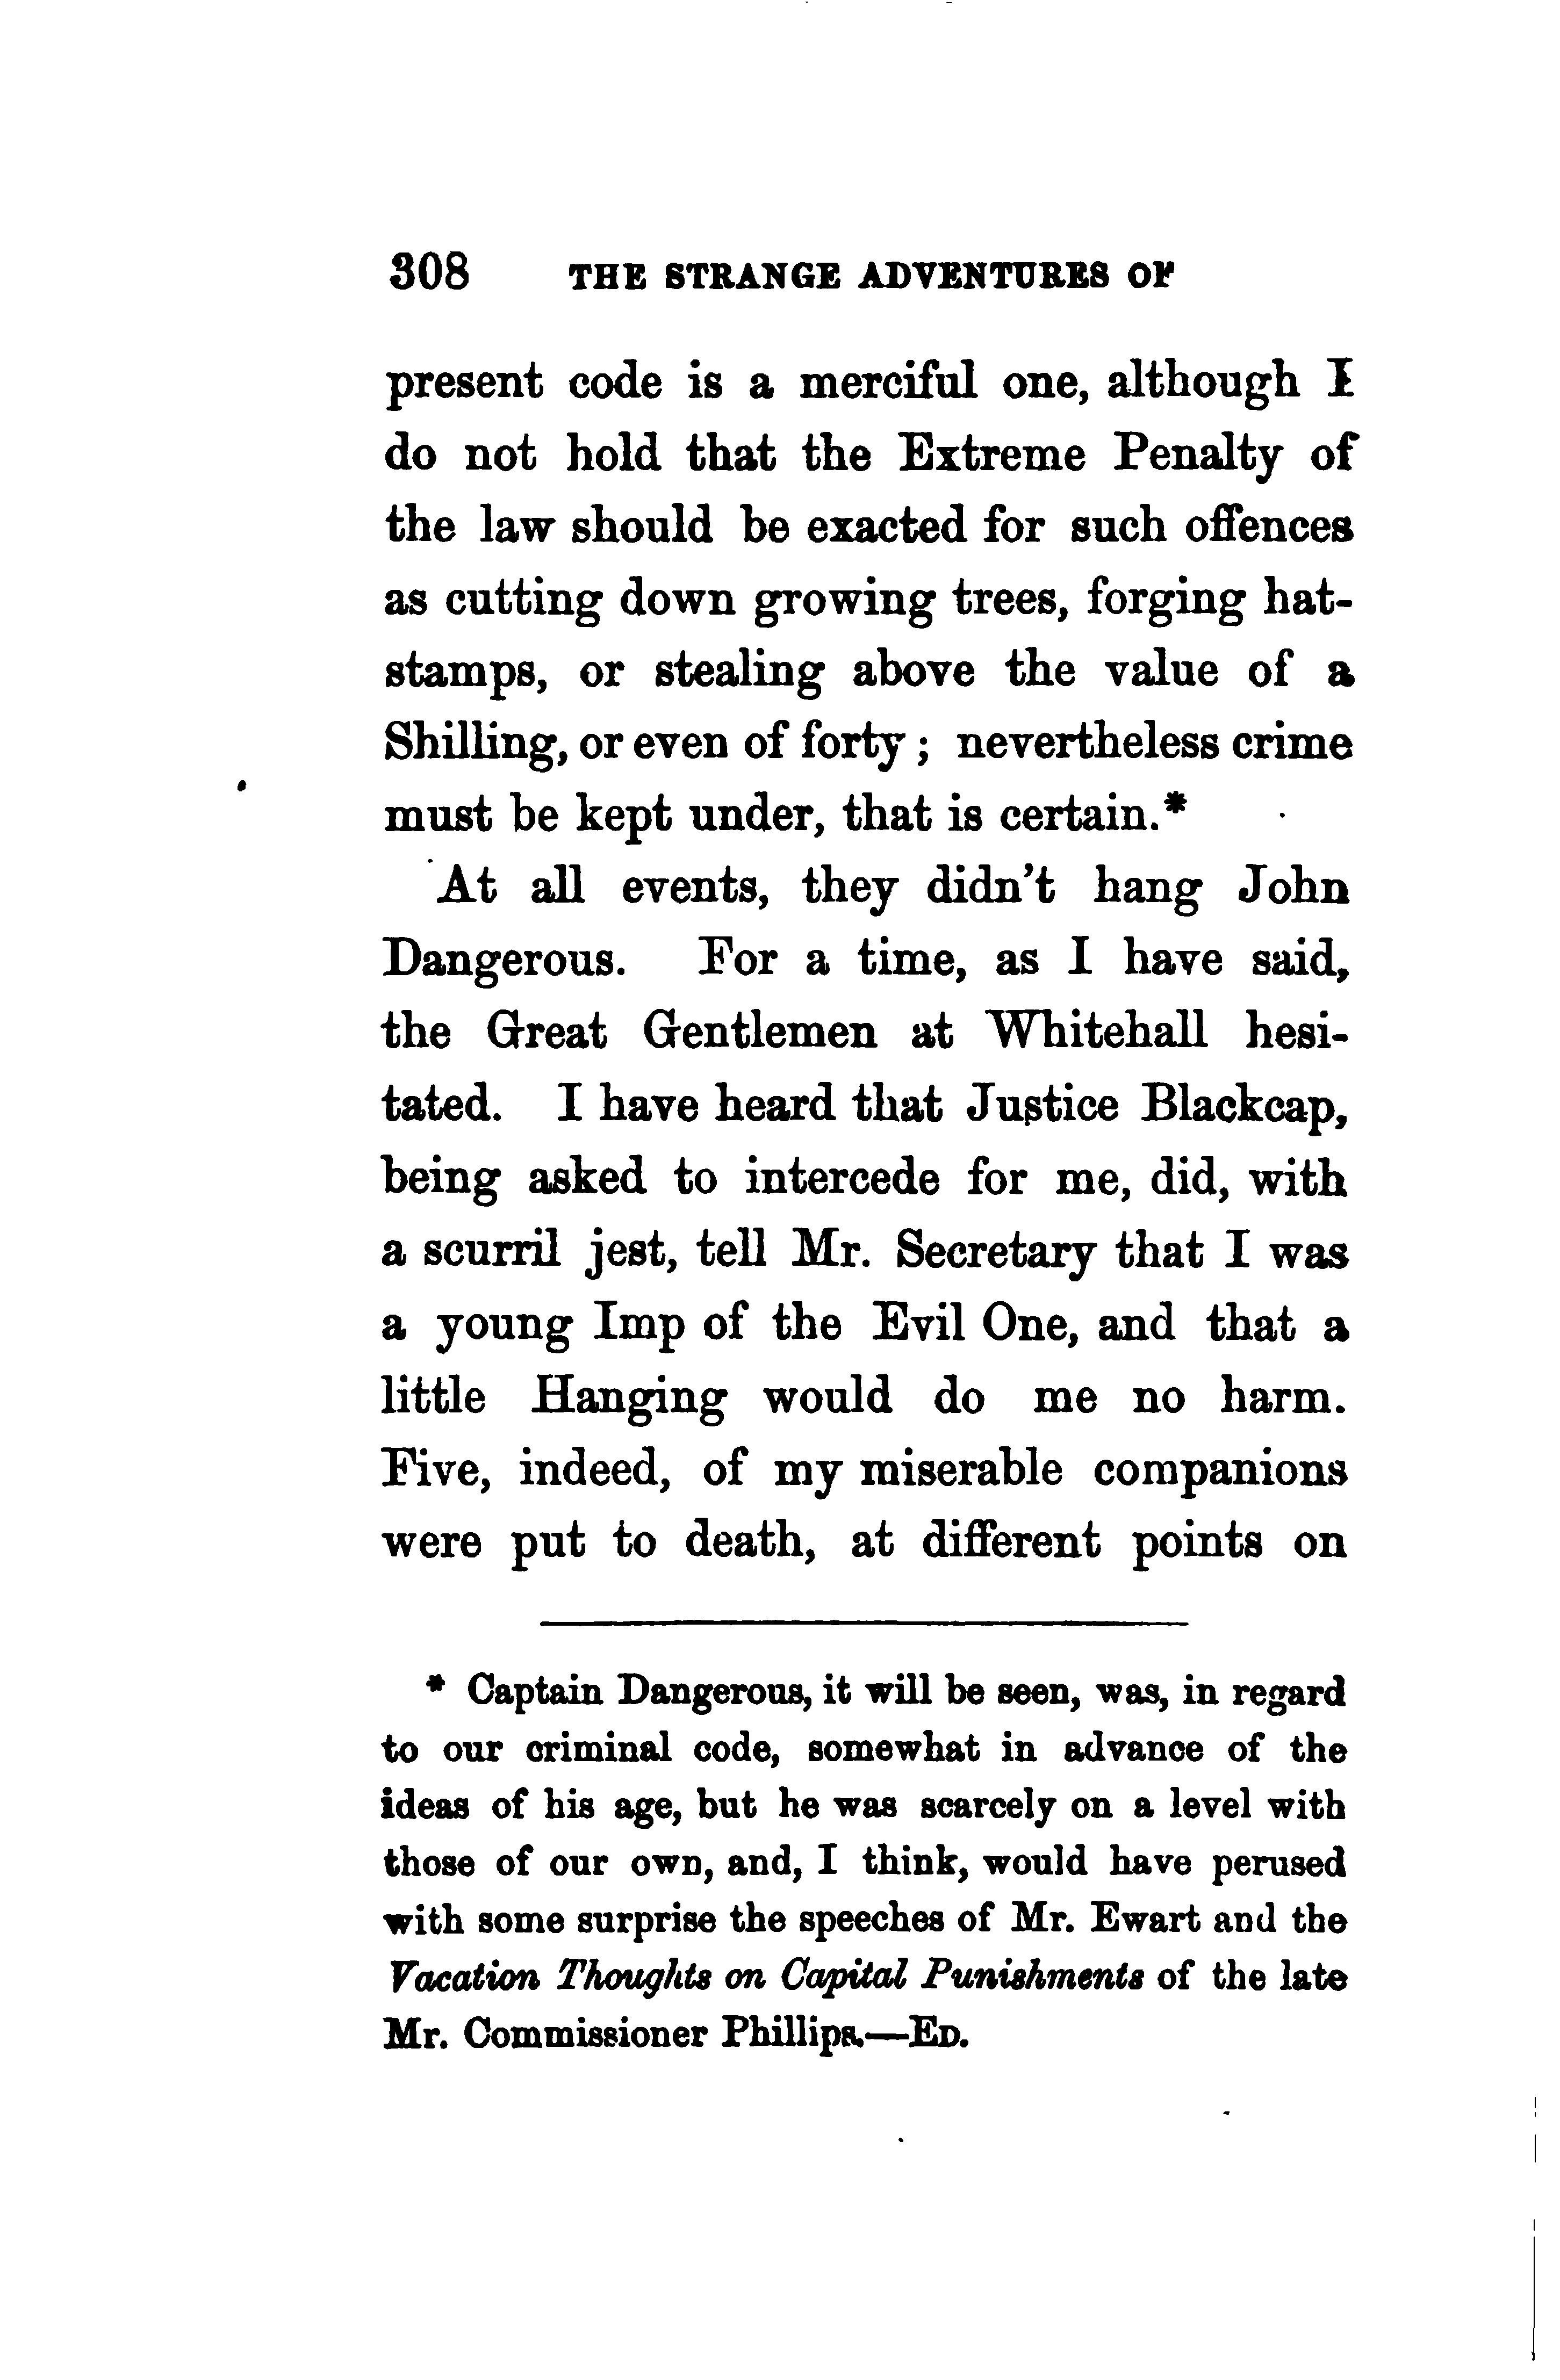 308 THE STRANGE ADVENTURES OF
present code is a merciful one, although I
do not hold that the Extreme Penalty of
the law should be exacted for such offences
as cutting down growing trees, forging hat-
stamps, or stealing above the value of a
Shilling, or even of forty ; nevertheless crime
must be kept under, that is certain.*
At all events, they didn't hang John
Dangerous. For a time, as I have said,
the Great Gentlemen at Whitehall hesi-
tated. I have heard that Justice Blackcap,
being asked to intercede for me, did, with
a scurril jest, tell Mr. Secretary that I was
a young Imp of the Evil One, and that a
little Hanging would do me no harm.
Five, indeed, of my miserable companions
were put to death, at different points on
* Captain Dangerous, it will be seen, was, in regard
to our criminal code, somewhat in advance of the
ideas of his age, but he was scarcely on a level with
those of our own, and, I think, would have perused
with some surprise the speeches of Mr. Ewart and the
Vacation Thoughts on Capital Punishments of the late
Mr. Commissioner Phillips.—ED.